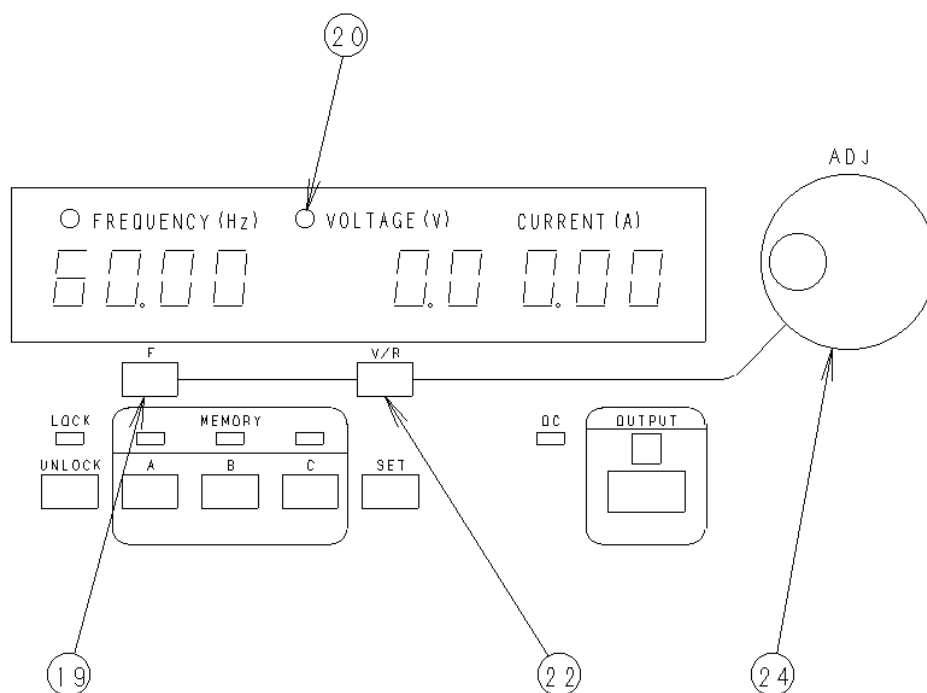 20
ADJ
FREQUENCY (Hz) VOLTAGE (V) CURRENT (A)
60.00 0.0 0.00
F V/R
LOCK MEMORY DC OUTPUT
UNLOCK A B C SET
19 22 24